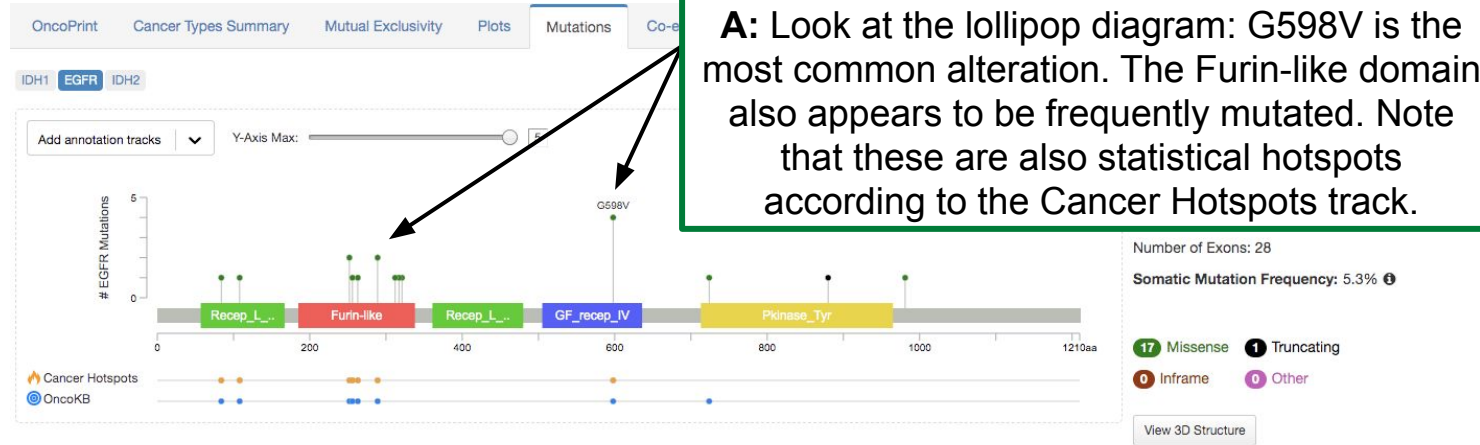 OncoPrint Cancer Types Summary Mutual Exclusivity Plots Mutations Co-e
A: Look at the lollipop diagram: G598V is the
most common alteration. The Furin-like domain
also appears to be frequently mutated. Note
that these are also statistical hotspots
according to the Cancer Hotspots track.
IDH1 EGFR IDH2
Add annotation tracks Y-Axis Max: 5
# EGFR Mutations
5
0
G598V
Recep_L_.. Furin-like Recep_L_.. GF_recep_IV Pkinase_Tyr
0 200 400 600 800 1000 1210aa
Cancer Hotspots
OncoKB
Number of Exons: 28
Somatic Mutation Frequency: 5.3%
17 Missense 1 Truncating
0 Inframe 0 Other
View 3D Structure